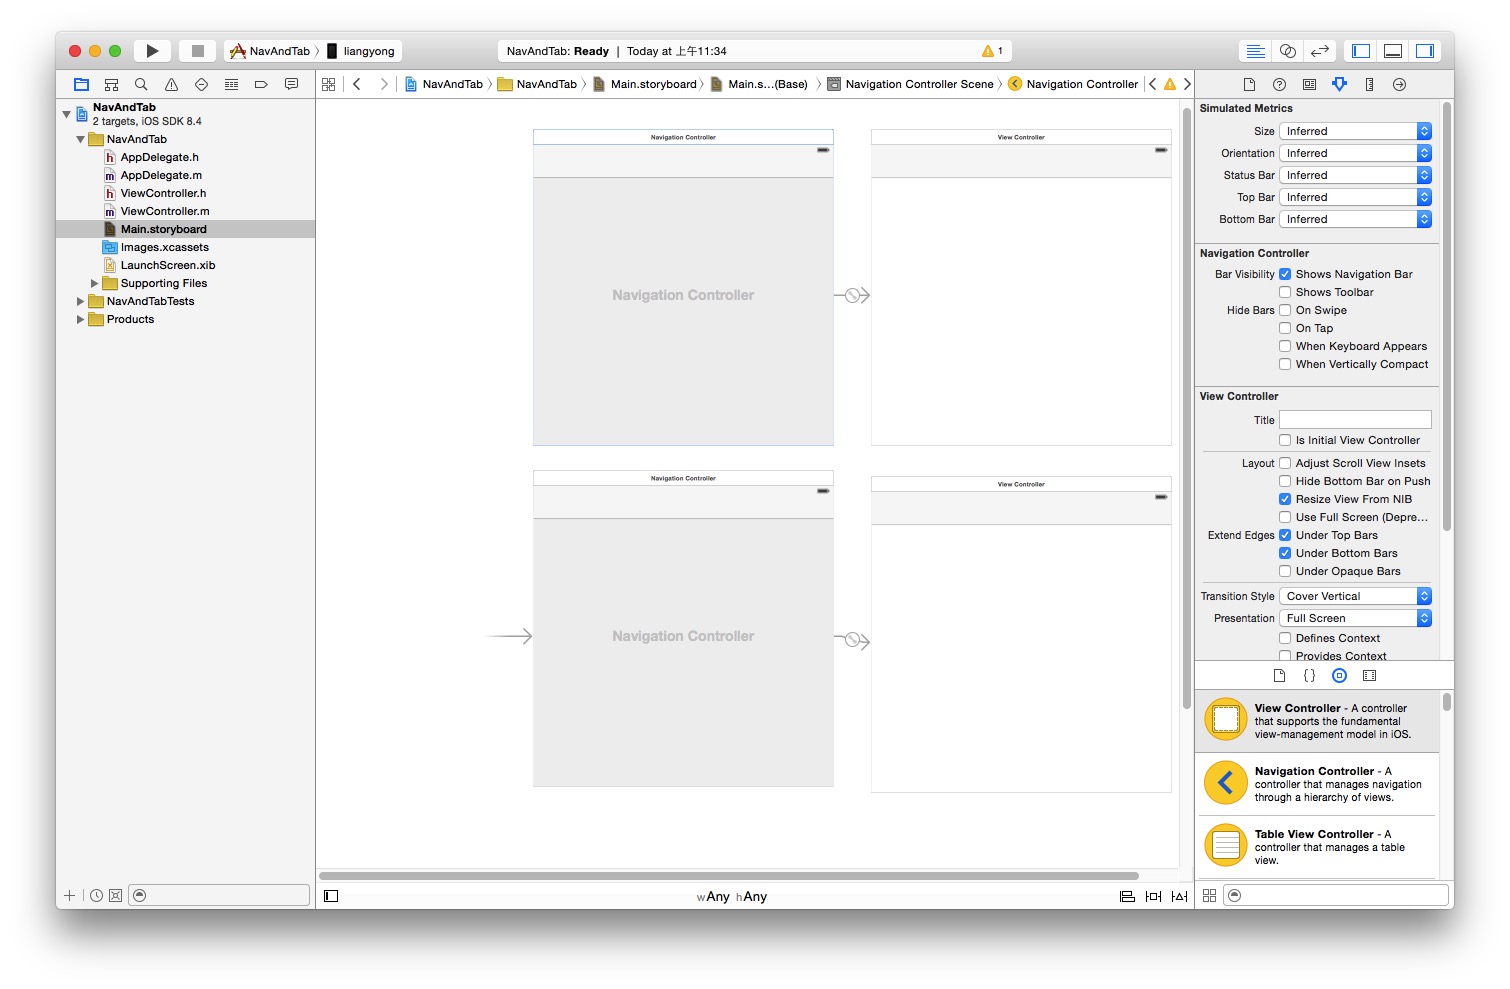 NavAndTab 〉 liangyong
NavAndTab: Ready | Today at 上午11:34
1
NavAndTab 〉 NavAndTab 〉 Main.storyboard 〉 Main.s...(Base) 〉 Navigation Controller Scene 〉 Navigation Controller
NavAndTab
2 targets, iOS SDK 8.4
NavAndTab
AppDelegate.h
AppDelegate.m
ViewController.h
ViewController.m
Main.storyboard
Images.xcassets
LaunchScreen.xib
Supporting Files
NavAndTabTests
Products
Navigation Controller
View Controller
Navigation Controller
Navigation Controller
View Controller
Navigation Controller
wAny hAny
Simulated Metrics
Size Inferred
Orientation Inferred
Status Bar Inferred
Top Bar Inferred
Bottom Bar Inferred
Navigation Controller
Bar Visibility Shows Navigation Bar
Shows Toolbar
Hide Bars On Swipe
On Tap
When Keyboard Appears
When Vertically Compact
View Controller
Title
Is Initial View Controller
Layout Adjust Scroll View Insets
Hide Bottom Bar on Push
Resize View From NIB
Use Full Screen (Depre...
Extend Edges Under Top Bars
Under Bottom Bars
Under Opaque Bars
Transition Style Cover Vertical
Presentation Full Screen
Defines Context
Provides Context
{}
View Controller - A controller
that supports the fundamental
view-management model in iOS.
Navigation Controller - A
controller that manages navigation
through a hierarchy of views.
Table View Controller - A
controller that manages a table
view.